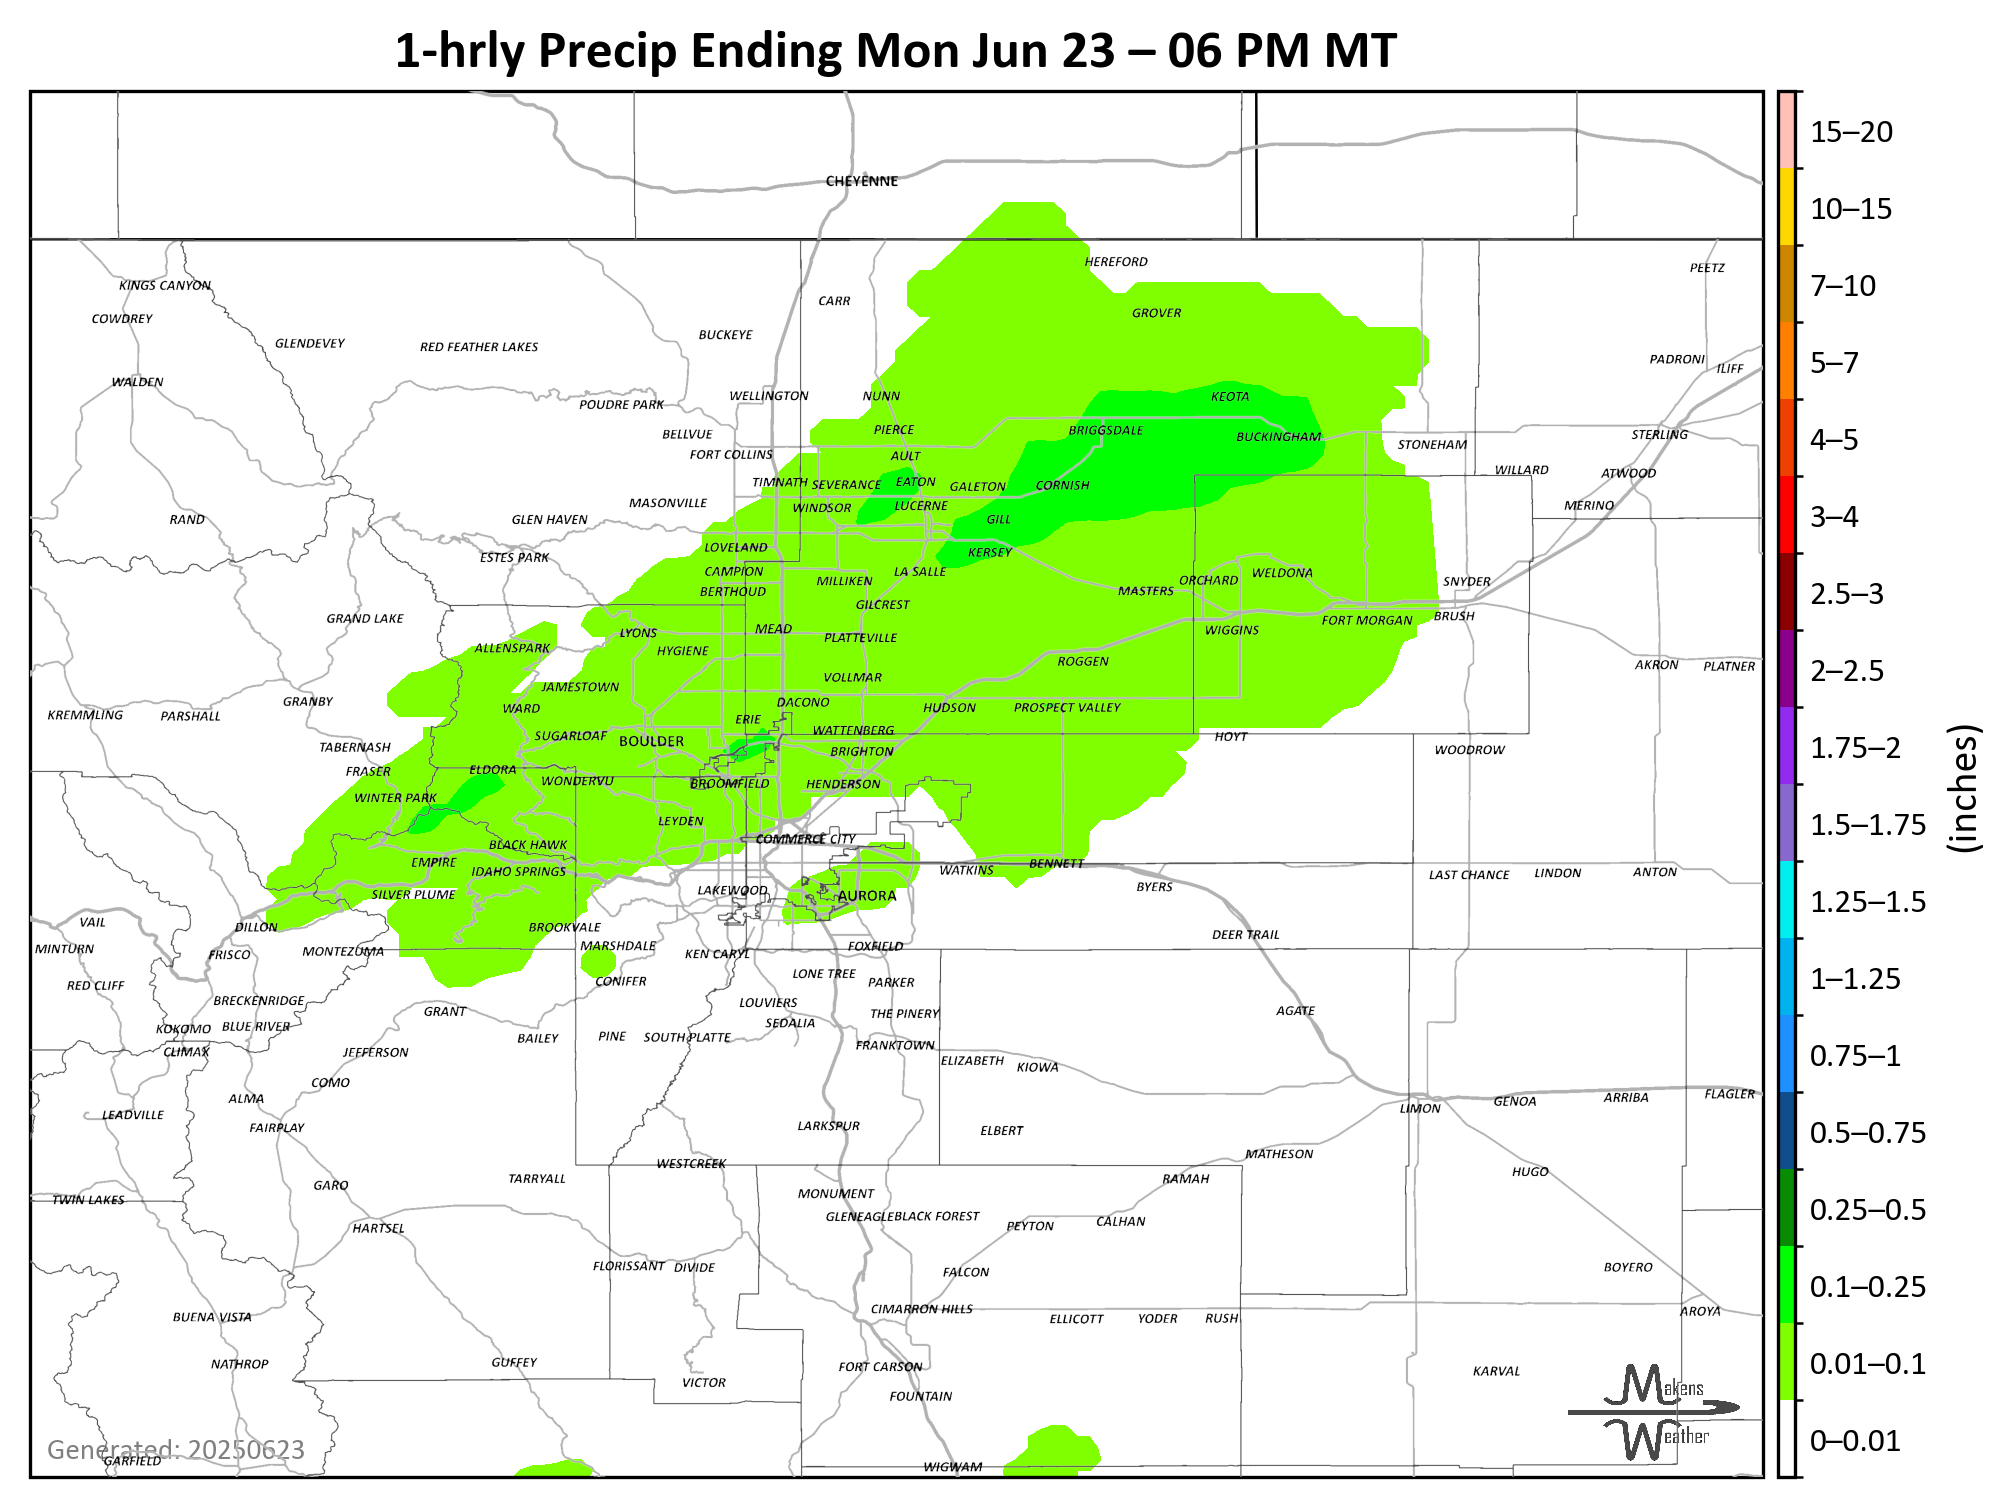 1-hrly Precip Ending Mon Jun 23 – 06 PM MT
CHEYENNE
HEREFORD
PEETZ
KINGS CANYON
CARR
GROVER
COWDREY
BUCKEYE
GLENDEVEY
RED FEATHER LAKES
PADRONI
ILIFF
WALDEN
WELLINGTON
NUNN
KEOTA
POUDRE PARK
BELLVUE
PIERCE
BRIGGSDALE
BUCKINGHAM
STONEHAM
STERLING
FORT COLLINS
AULT
WILLARD
ATWOOD
TIMNATH
SEVERANCE
EATON
GALETON
CORNISH
MASONVILLE
WINDSOR
LUCERNE
MERINO
RAND
GLEN HAVEN
GILL
ESTES PARK
LOVELAND
KERSEY
CAMPION
LA SALLE
WELDONA
BERTHOUD
MILLIKEN
MASTERS
ORCHARD
SNYDER
GILCREST
GRAND LAKE
LYONS
MEAD
PLATTEVILLE
WIGGINS
FORT MORGAN
BRUSH
ALLENSPARK
HYGIENE
ROGGEN
AKRON
PLATNER
JAMESTOWN
VOLLMAR
GRANBY
WARD
DACONO
HUDSON
PROSPECT VALLEY
KREMMLING
PARSHALL
ERIE
SUGARLOAF
BOULDER
WATTENBERG
HOYT
TABERNASH
BRIGHTON
WOODROW
FRASER
ELDORA
WONDERVU
BROOMFIELD
HENDERSON
WINTER PARK
LEYDEN
BLACK HAWK
COMMERCE CITY
EMPIRE
IDAHO SPRINGS
WATKINS
BENNETT
LAST CHANCE
LINDON
ANTON
SILVER PLUME
LAKEWOOD
AURORA
BYERS
VAIL
DILLON
BROOKVALE
DEER TRAIL
MINTURN
FRISCO
MONTEZUMA
MARSHDALE
KEN CARYL
FOXFIELD
RED CLIFF
CONIFER
LONE TREE
PARKER
BRECKENRIDGE
GRANT
LOUVIERS
THE PINERY
AGATE
KOKOMO
BLUE RIVER
SEDALIA
CLIMAX
JEFFERSON
BAILEY
PINE
SOUTH PLATTE
FRANKTOWN
ELIZABETH
KIOWA
COMO
ALMA
LIMON
GENOA
ARRIBA
FLAGLER
LEADVILLE
FAIRPLAY
LARKSPUR
ELBERT
WESTCREEK
MATHESON
HUGO
TWIN LAKES
GARO
TARRYALL
MONUMENT
RAMAH
HARTSEL
GLENEAGLE
BLACK FOREST
PEYTON
CALHAN
FLORISSANT
DIVIDE
FALCON
BOYERO
BUENA VISTA
CIMARRON HILLS
ELLICOTT
YODER
RUSH
AROYA
NATHROP
GUFFEY
FORT CARSON
KARVAL
VICTOR
FOUNTAIN
GARFIELD
WIGWAM
Generated: 20250623
Makens
Weather
15–20
10–15
7–10
5–7
4–5
3–4
2.5–3
2–2.5
1.75–2
1.5–1.75
1.25–1.5
1–1.25
0.75–1
0.5–0.75
0.25–0.5
0.1–0.25
0.01–0.1
0–0.01
(inches)